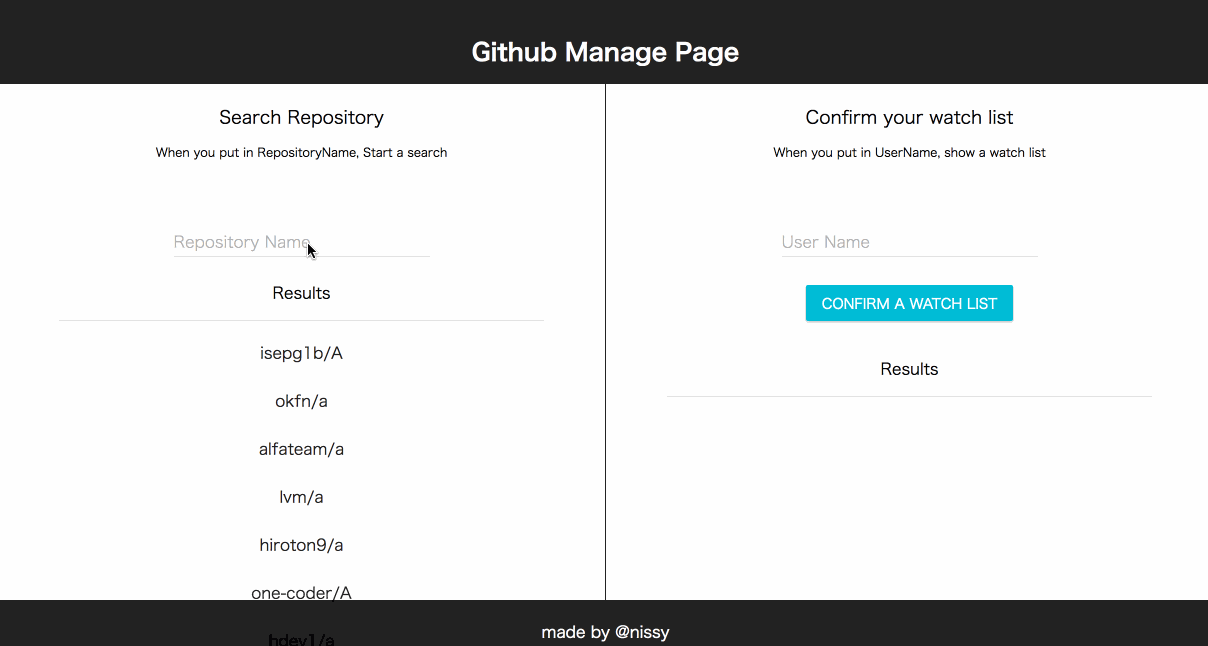 Github Manage Page
Search Repository
When you put in RepositoryName, Start a search
Repository Name
Results
isepg1b/A
okfn/a
alfateam/a
lvm/a
hiroton9/a
one-coder/A
bdev1/a
Confirm your watch list
When you put in UserName, show a watch list
User Name
CONFIRM A WATCH LIST
Results
made by @nissy